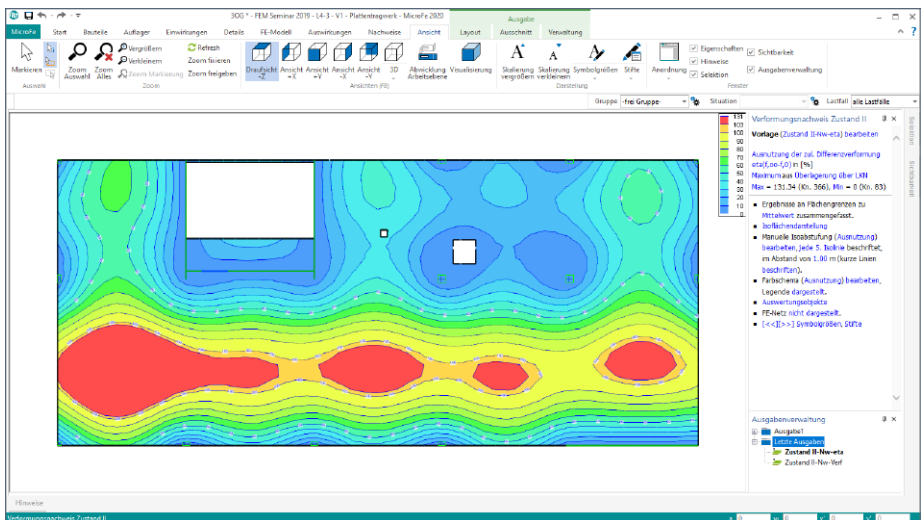 3OG * - FEM Seminar 2019 - L4-3 - V1 - Plattentragwerk - MicroFe 2020
Ausgabe
MicroFe Start Bauteile Auflager Einwirkungen Details FE-Modell Auswirkungen Nachweise Ansicht Layout Ausschnitt Verwaltung
Markieren
Zoom Auswahl
Zoom Alles
Vergrößern
Verkleinern
Zoom Markierung
Refresh
Zoom fixieren
Zoom freigeben
Draufsicht -Z
Ansicht +Y
Ansicht -X
Ansicht -Y
3D
Abwicklung Arbeitsebene
Visualisierung
Skalierung vergrößern
Skalierung verkleinern
Symbolgrößen
Stifte
Anordnung
Eigenschaften
Hinweise
Selektion
Sichtbarkeit
Ausgabenverwaltung
Auswahl Zoom Ansichten (FE) Darstellung Fenster
Gruppe -frei Gruppe- Situation Lastfall alle Lastfälle
131
103
100
90
80
70
60
50
40
30
20
10
0
Verformungsnachweis Zustand II
Vorlage (Zustand II-Nw-eta) bearbeiten
Ausnutzung der zul. Differenzverformung
eta(f,oo-f,0) in [%]
Maximum aus Überlagerung über LKN
Max = 131.34 (Kn. 366), Min = 0 (Kn. 83)
Ergebnisse an Flächengrenzen zu
Mittelwert zusammengefasst.
Isoflächendarstellung
Manuelle Isoabstufung (Ausnutzung)
bearbeiten, jede 5. Isolinie beschriftet,
im Abstand von 1.00 m (kurze Linien
beschriften).
Farbschema (Ausnutzung) bearbeiten,
Legende dargestellt.
Auswertungsobjekte
FE-Netz nicht dargestellt.
[<<][>>] Symbolgrößen, Stifte
Selektion
Sichtbarkeit
Ausgabenverwaltung
Ausgabe1
Letzte Ausgaben
Zustand II-Nw-eta
Zustand II-Nw-Verf
Hinweise
Verformungsnachweis Zustand II